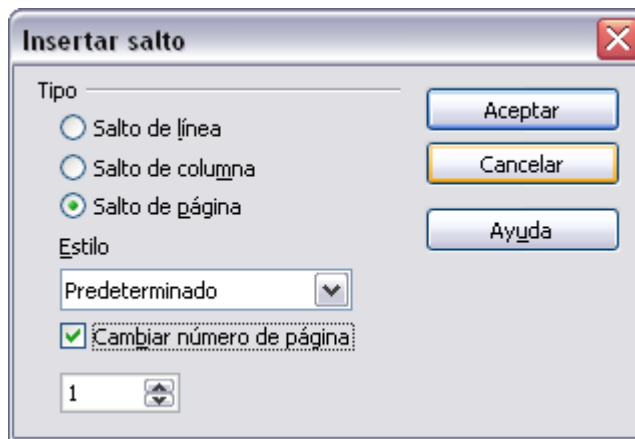 Insertar salto
Tipo
Salto de línea
Salto de columna
Salto de página
Estilo
Predeterminado
Cambiar número de página
1
Aceptar
Cancelar
Ayuda